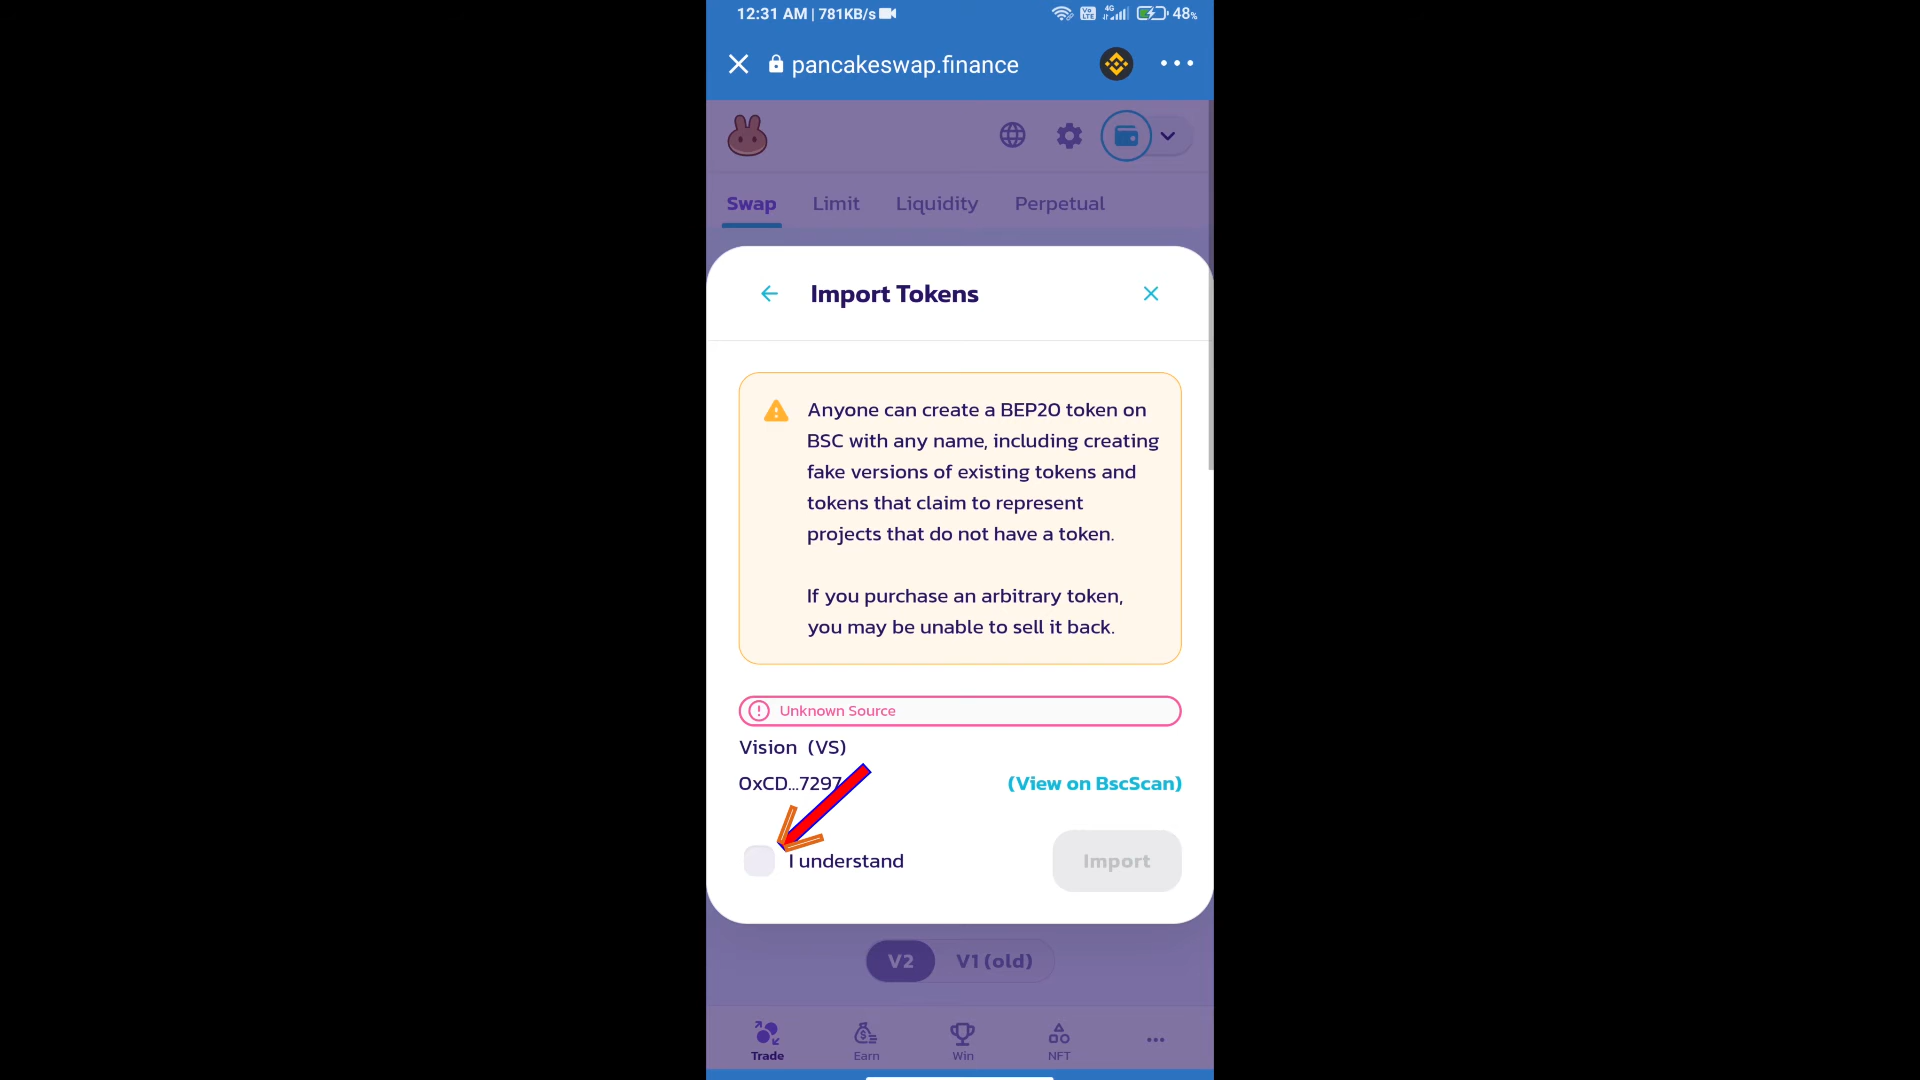 12:31 AM | 781KB/s
4G
Vo
LTE
48%
pancakeswap.finance
Swap Limit Liquidity Perpetual
Import Tokens
Anyone can create a BEP20 token on
BSC with any name, including creating
fake versions of existing tokens and
tokens that claim to represent
projects that do not have a token.
If you purchase an arbitrary token,
you may be unable to sell it back.
Unknown Source
Vision (VS)
0xCD...7297 (View on BscScan)
I understand Import
V2 V1 (old)
Trade Earn Win NFT